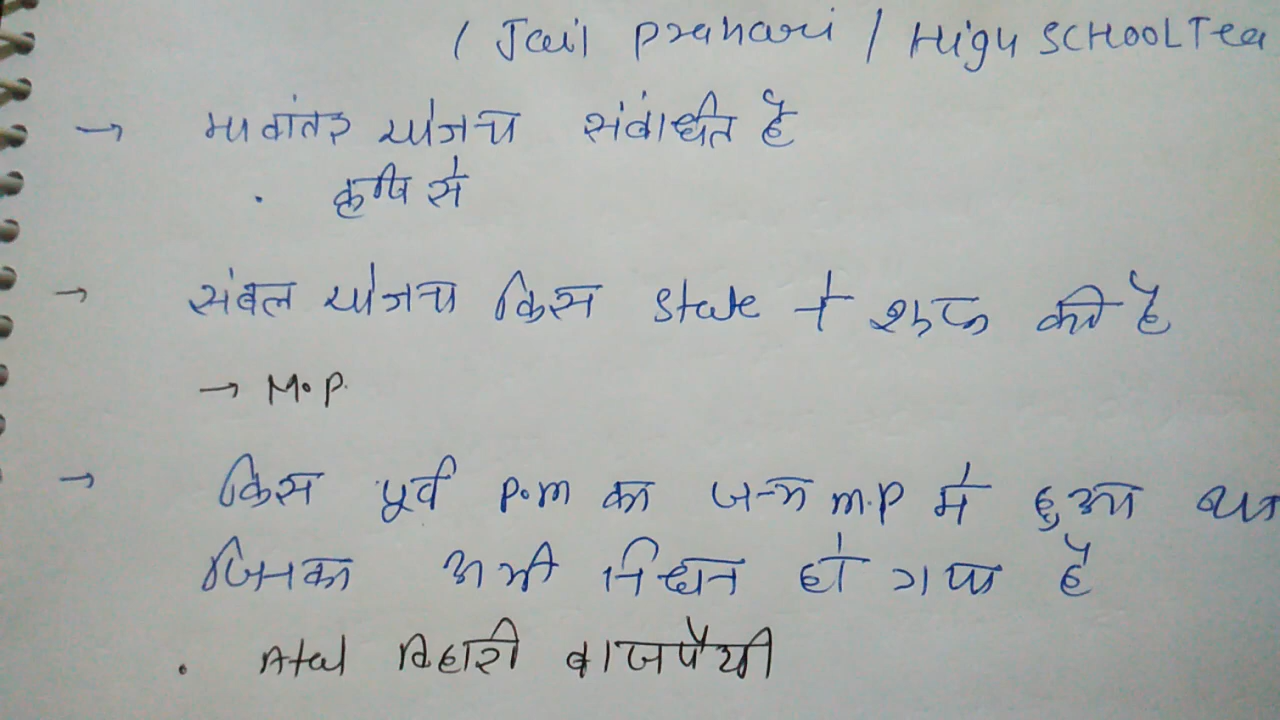 ( Jail prahari / High SCHOOL Tea
→ भावांतर योजना संबंधित है
. कृषि से
→ संबल योजना किस state ने शुरू की है
→ M.P.
→ किस पूर्व P.m का जन्म m.p में हुआ था
जिनका अभी निधन हो गया है
. Atal बिहारी वाजपैयी